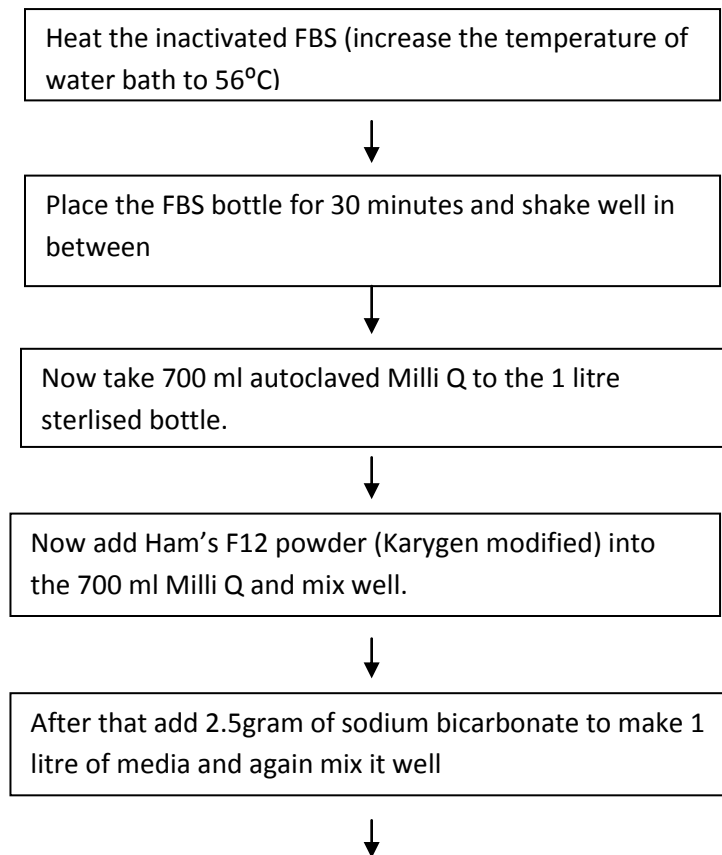 Heat the inactivated FBS (increase the temperature of
water bath to 56⁰C)
Place the FBS bottle for 30 minutes and shake well in
between
Now take 700 ml autoclaved Milli Q to the 1 litre
sterlised bottle.
Now add Ham’s F12 powder (Karygen modified) into
the 700 ml Milli Q and mix well.
After that add 2.5gram of sodium bicarbonate to make 1
litre of media and again mix it well